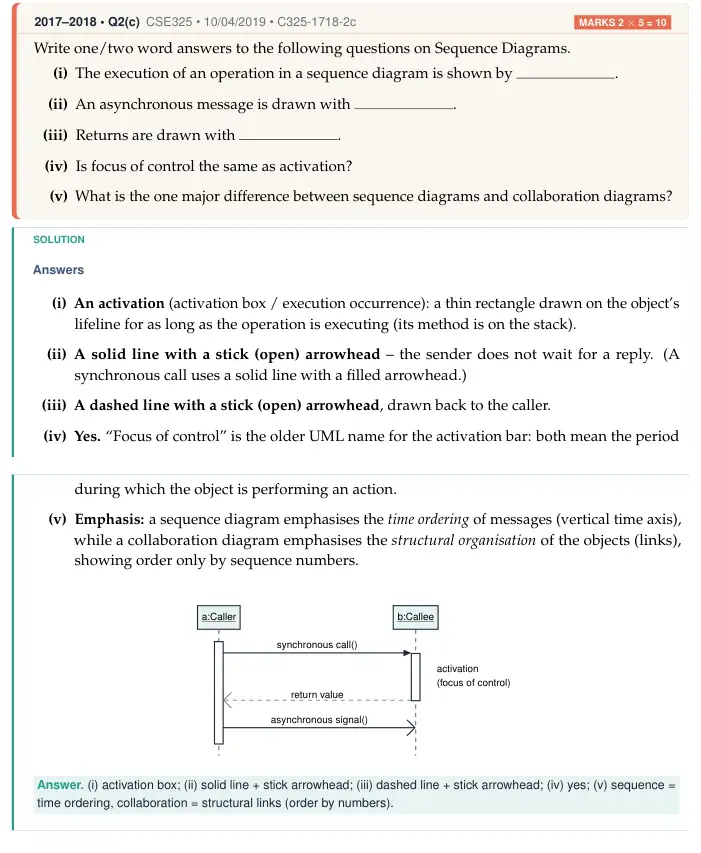 2017–2018 • Q2(c) CSE325 • 10/04/2019 • C325-1718-2c
MARKS 2 × 5 = 10
Write one/two word answers to the following questions on Sequence Diagrams.
(i) The execution of an operation in a sequence diagram is shown by ____________.
(ii) An asynchronous message is drawn with ____________.
(iii) Returns are drawn with ____________.
(iv) Is focus of control the same as activation?
(v) What is the one major difference between sequence diagrams and collaboration diagrams?
SOLUTION
Answers
(i) An activation (activation box / execution occurrence): a thin rectangle drawn on the object’s
lifeline for as long as the operation is executing (its method is on the stack).
(ii) A solid line with a stick (open) arrowhead – the sender does not wait for a reply. (A
synchronous call uses a solid line with a filled arrowhead.)
(iii) A dashed line with a stick (open) arrowhead, drawn back to the caller.
(iv) Yes. “Focus of control” is the older UML name for the activation bar: both mean the period
during which the object is performing an action.
(v) Emphasis: a sequence diagram emphasises the time ordering of messages (vertical time axis),
while a collaboration diagram emphasises the structural organisation of the objects (links),
showing order only by sequence numbers.
a:Caller
b:Callee
synchronous call()
activation
(focus of control)
return value
asynchronous signal()
Answer. (i) activation box; (ii) solid line + stick arrowhead; (iii) dashed line + stick arrowhead; (iv) yes; (v) sequence =
time ordering, collaboration = structural links (order by numbers).